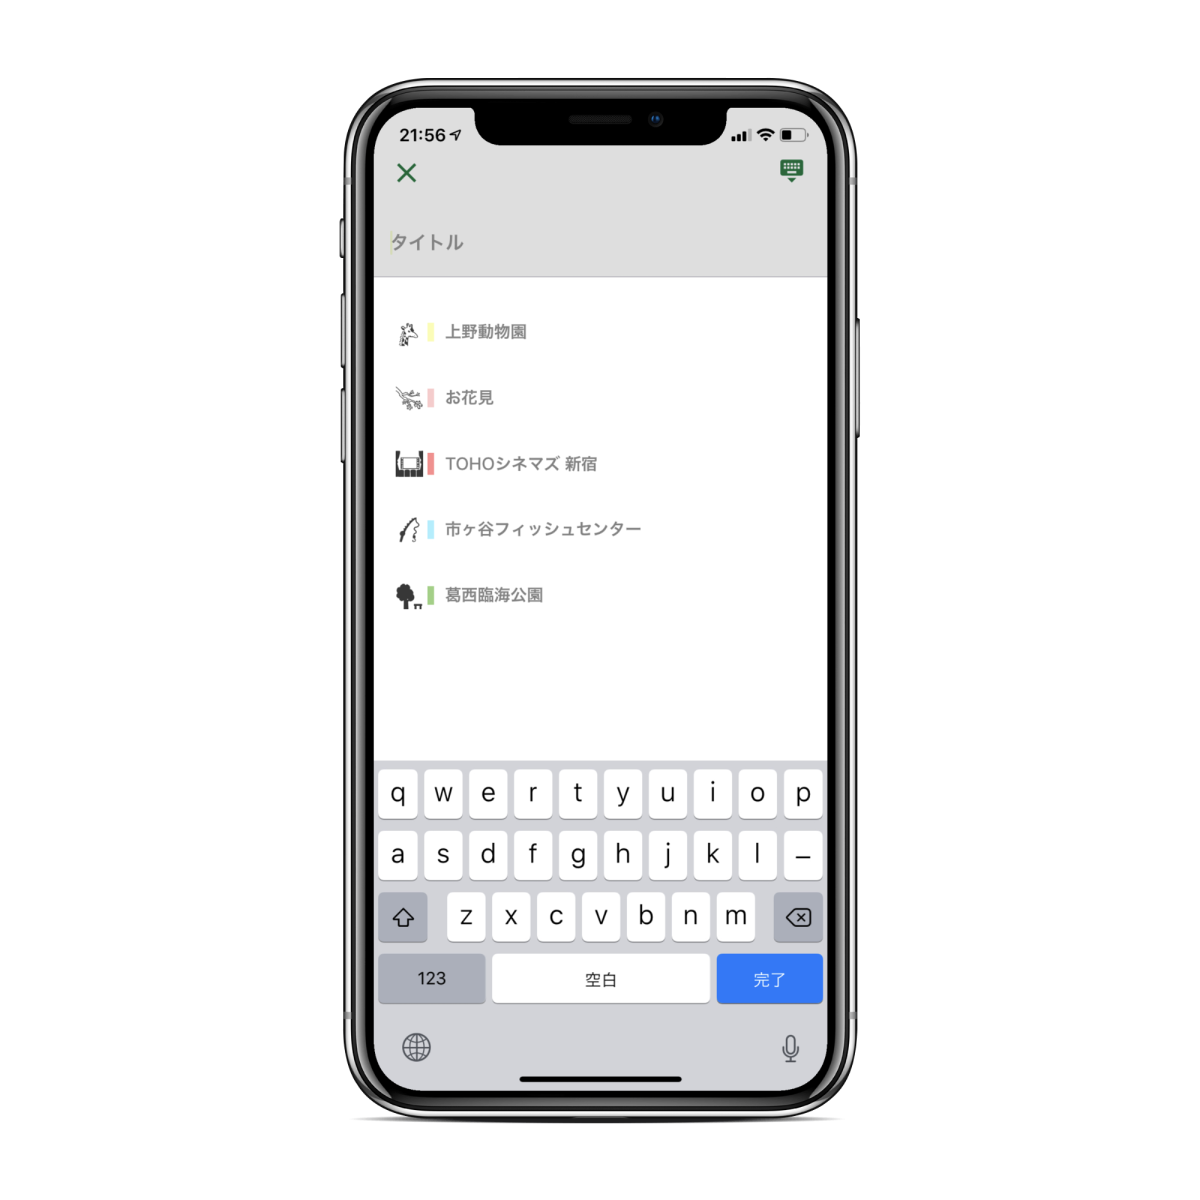 21:56
タイトル
上野動物園
お花見
TOHOシネマズ 新宿
市ヶ谷フィッシュセンター
葛西臨海公園
q w e r t y u i o p
a s d f g h j k l –
z x c v b n m
123 空白 完了